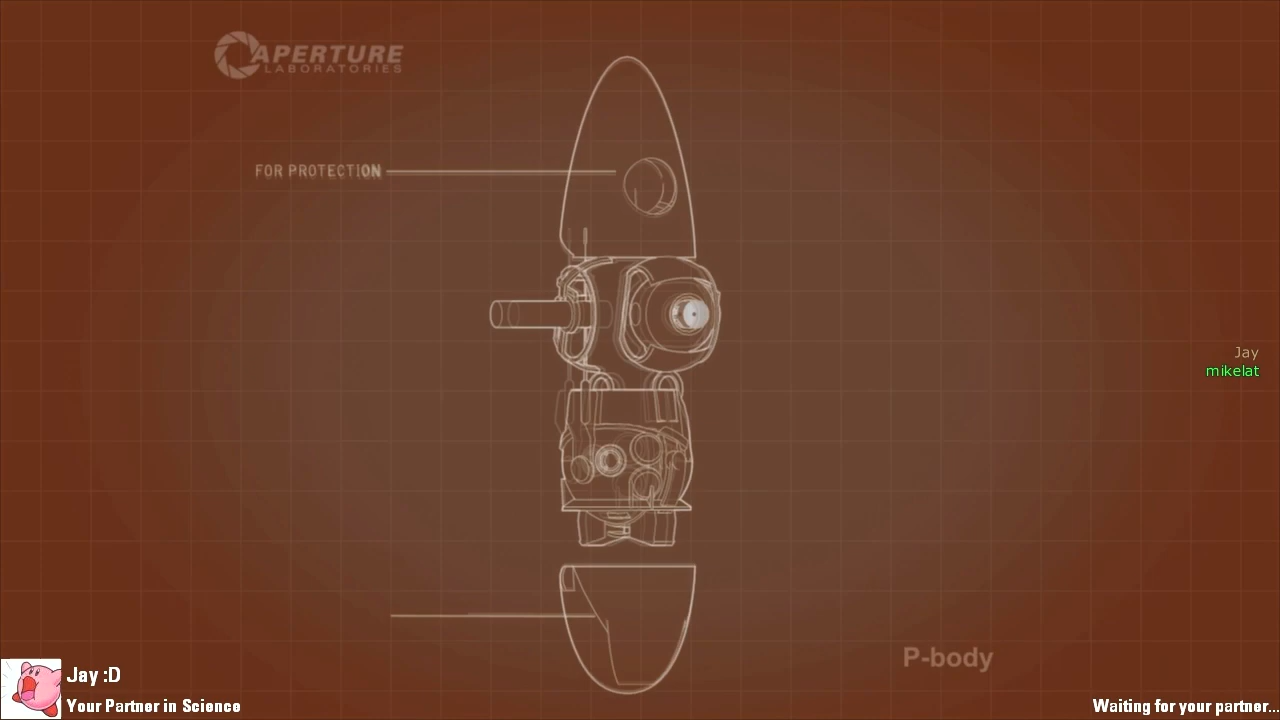 APERTURE
LABORATORIES
FOR PROTECTION
Jay
mikelat
P-body
Jay :D
Your Partner in Science
Waiting for your partner...